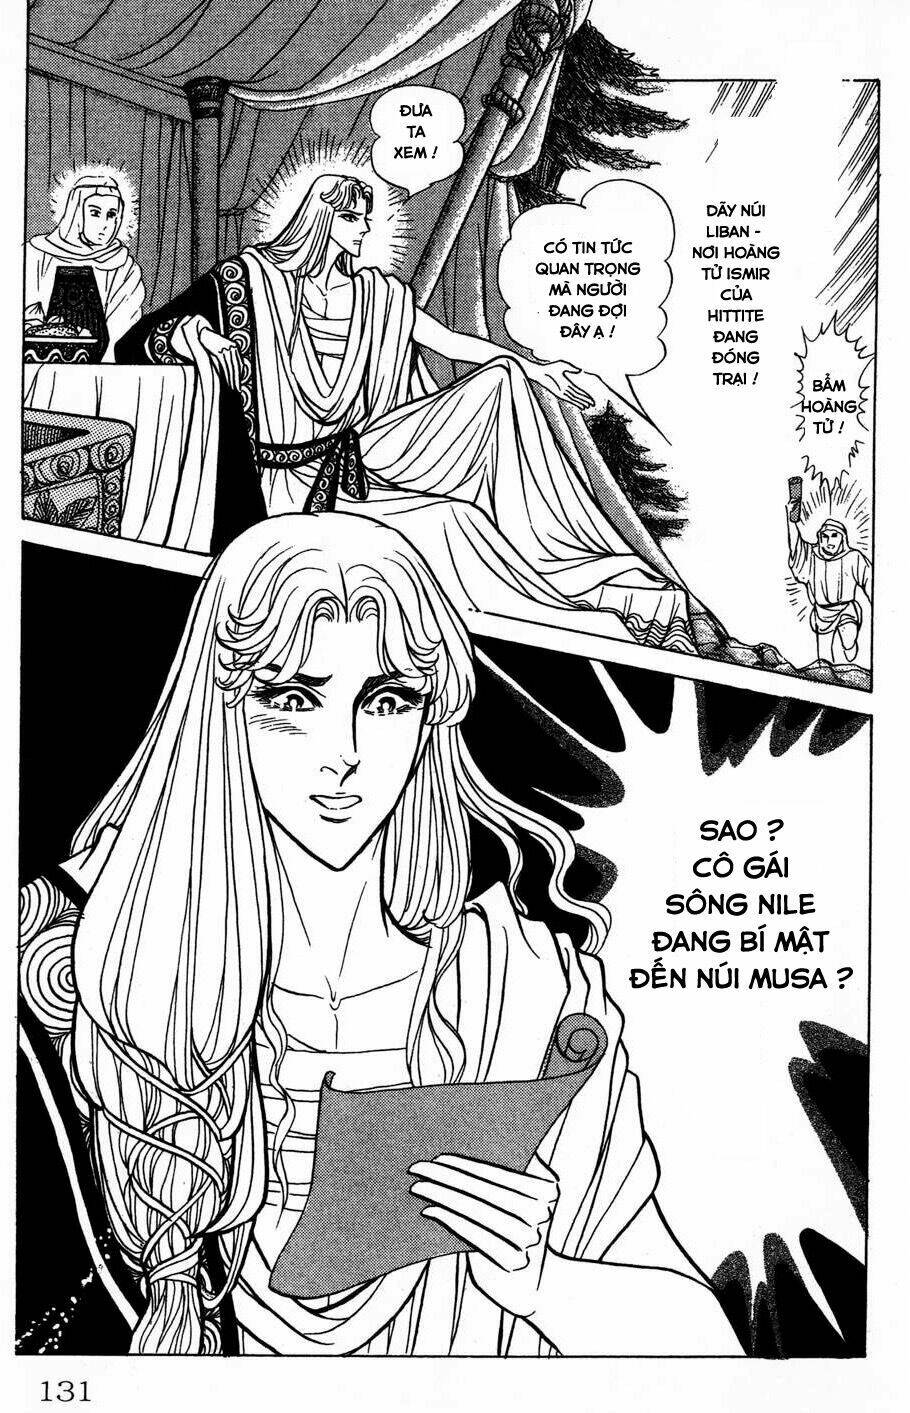 DÃY NÚI
LIBAN -
NƠI HOÀNG
TỬ ISMIR
CỦA
HITTITE
ĐANG
ĐÓNG
TRẠI !
BẨM
HOÀNG
TỬ !
CÓ TIN TỨC
QUAN TRỌNG
MÀ NGƯỜI
ĐANG ĐỢI
ĐÂY Ạ !
ĐƯA
TA
XEM !
SAO ?
CÔ GÁI
SÔNG NILE
ĐANG BÍ MẬT
ĐẾN NÚI MUSA ?
131